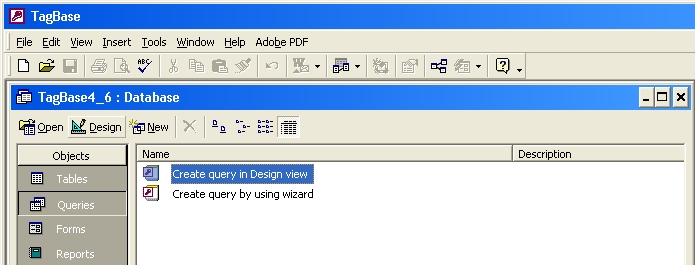 TagBase
File Edit View Insert Tools Window Help Adobe PDF
ABC W ?
TagBase4_6 : Database
Open Design New
Objects Name Description
Tables Create query in Design view
Queries Create query by using wizard
Forms
Reports